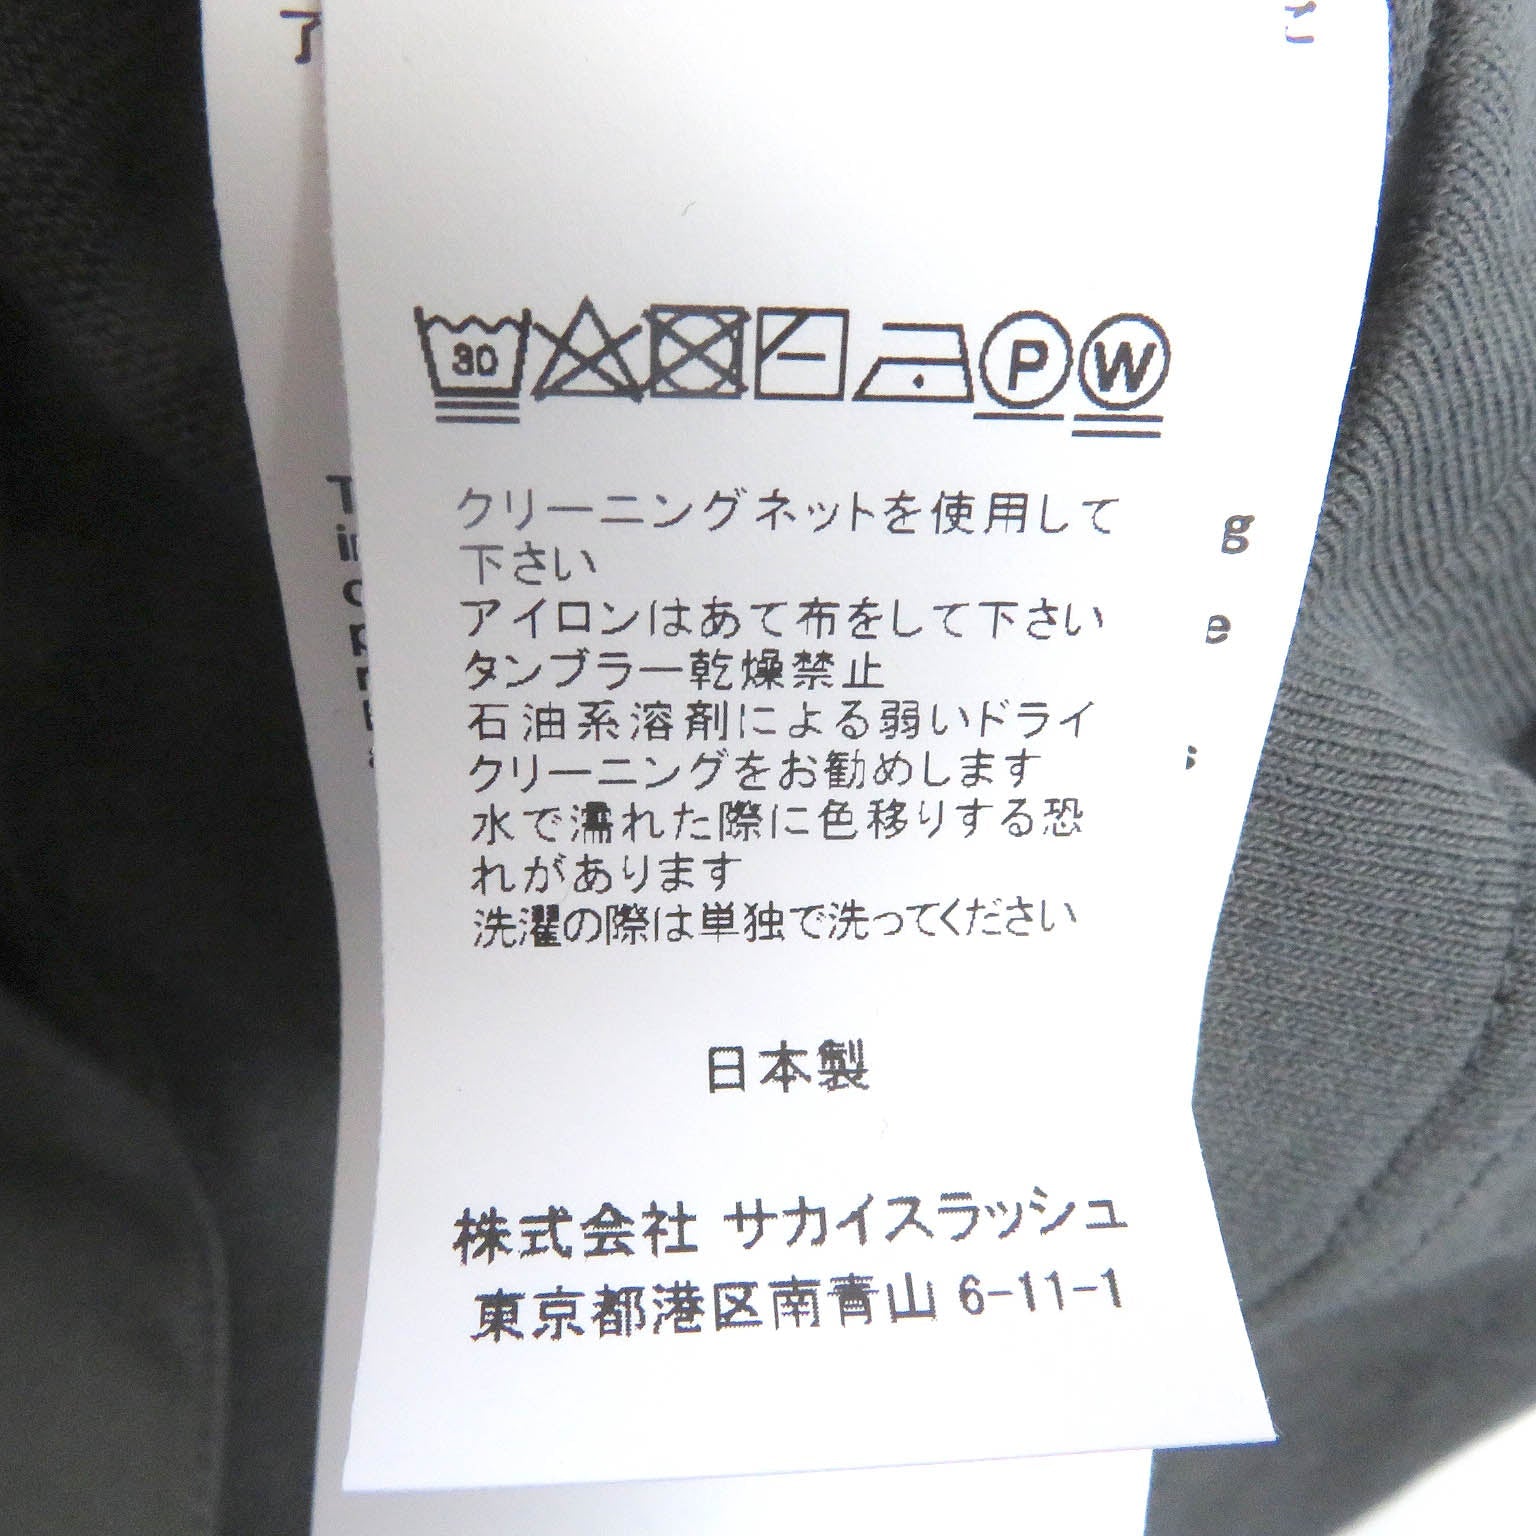 了
こ
30
P
W
クリーニングネットを使用して
下さい
アイロンはあて布をして下さい
タンブラー乾燥禁止
石油系溶剤による弱いドライ
クリーニングをお勧めします
水で濡れた際に色移りする恐
れがあります
洗濯の際は単独で洗ってください
日本製
株式会社 サカイスラッシュ
東京都港区南青山 6-11-1
g
e
s